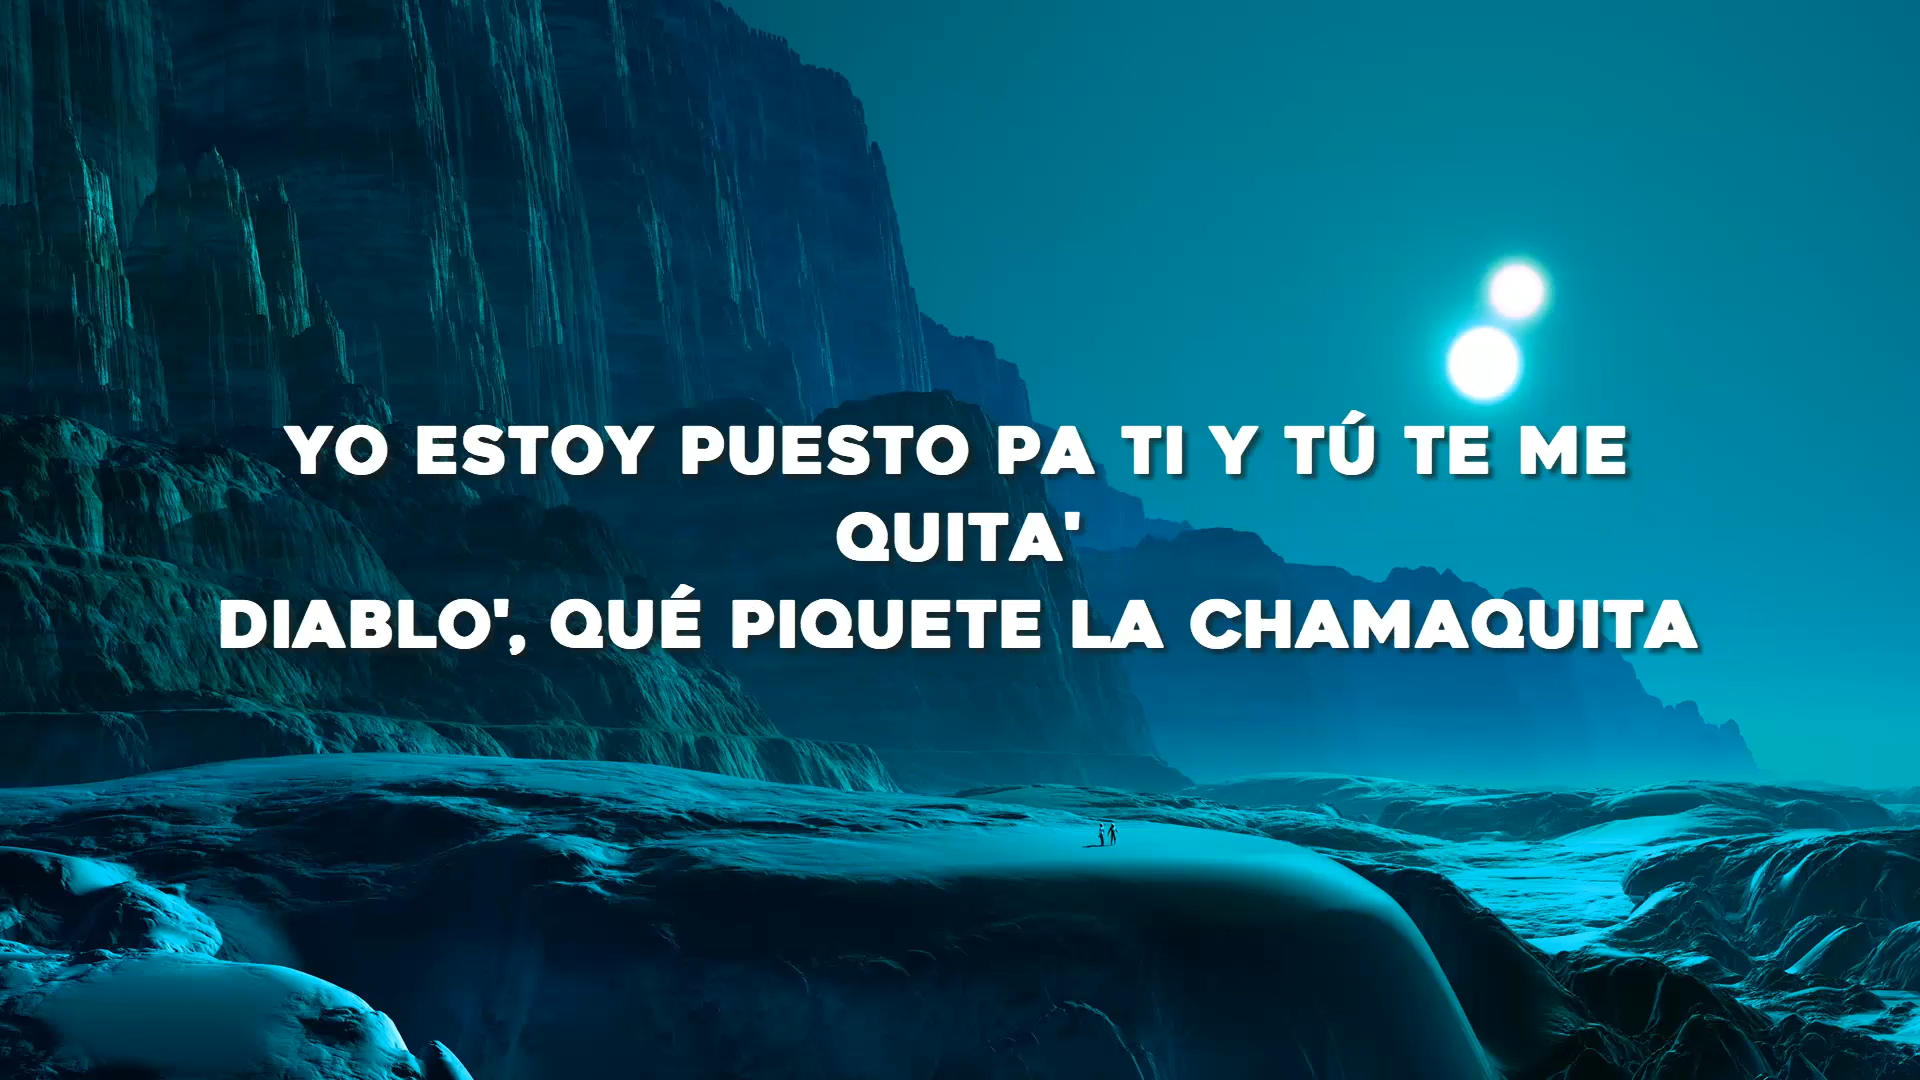 YO ESTOY PUESTO PA TI Y TÚ TE ME
QUITA'
DIABLO', QUÉ PIQUETE LA CHAMAQUITA